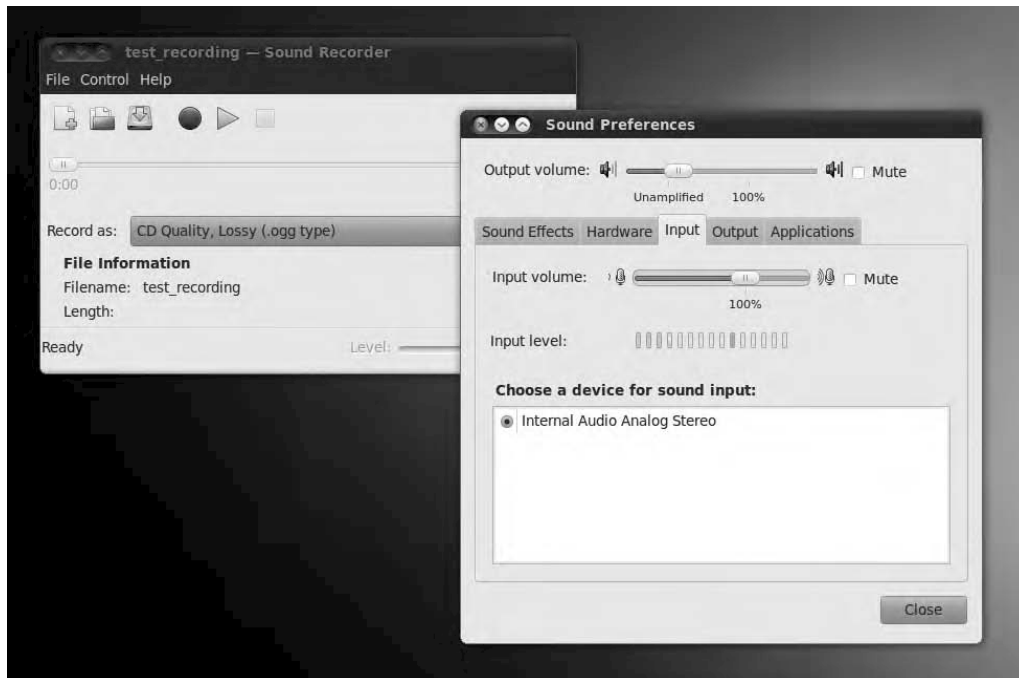 test_recording — Sound Recorder
File Control Help
0:00
Record as: CD Quality, Lossy (.ogg type)
File Information
Filename: test_recording
Length:
Ready Level:
Sound Preferences
Output volume: Mute
Unamplified 100%
Sound Effects Hardware Input Output Applications
Input volume: Mute
100%
Input level:
Choose a device for sound input:
Internal Audio Analog Stereo
Close